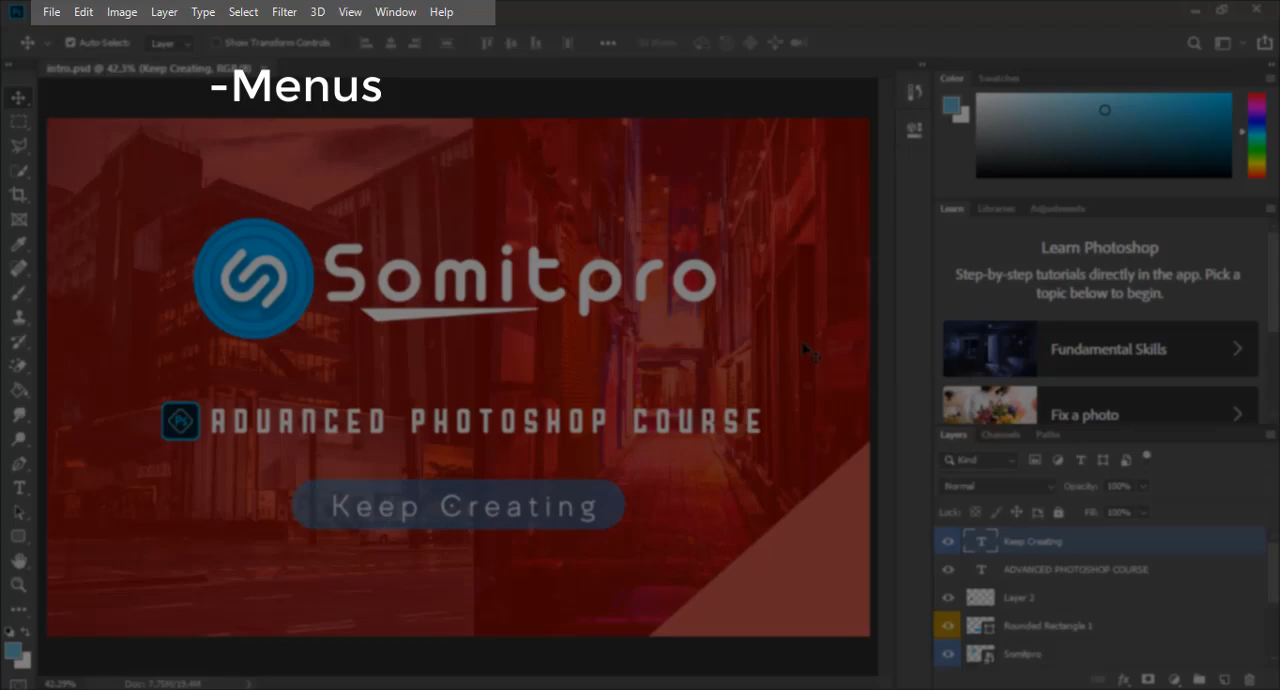 File Edit Image Layer Type Select Filter 3D View Window Help
Auto-Select: Layer Show Transform Controls
intro.psd @ 42.3% (Keep Creating, RGB/8)
-Menus
Color Swatches
Somitpro
ADVANCED PHOTOSHOP COURSE
Keep Creating
Learn Libraries Adjustments
Learn Photoshop
Step-by-step tutorials directly in the app. Pick a
topic below to begin.
Fundamental Skills
Fix a photo
Layers Channels Paths
Kind
Normal Opacity: 100%
Lock: Fill: 100%
Keep Creating
ADVANCED PHOTOSHOP COURSE
Layer 2
Rounded Rectangle 1
Somitpro
42.29% Doc: 7.75M/19.4M